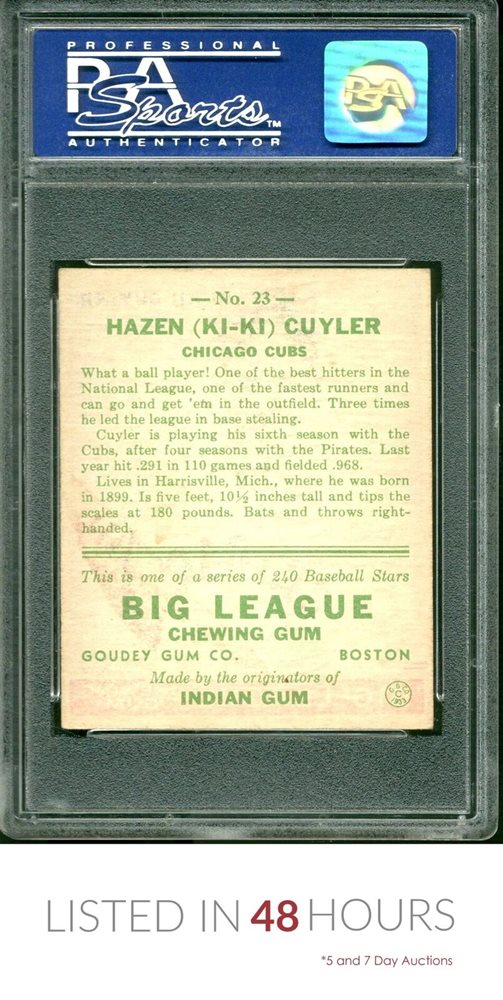 PROFESSIONAL
PSA
Sports™
AUTHENTICATOR
PSA
— No. 23 —
HAZEN (KI-KI) CUYLER
CHICAGO CUBS
What a ball player! One of the best hitters in the
National League, one of the fastest runners and
can go and get 'em in the outfield. Three times
he led the league in base stealing.
Cuyler is playing his sixth season with the
Cubs, after four seasons with the Pirates. Last
year hit .291 in 110 games and fielded .968.
Lives in Harrisville, Mich., where he was born
in 1899. Is five feet, 10½ inches tall and tips the
scales at 180 pounds. Bats and throws right-
handed.
This is one of a series of 240 Baseball Stars
BIG LEAGUE
CHEWING GUM
GOUDEY GUM CO. BOSTON
Made by the originators of
INDIAN GUM
C
1933
LISTED IN 48 HOURS
*5 and 7 Day Auctions